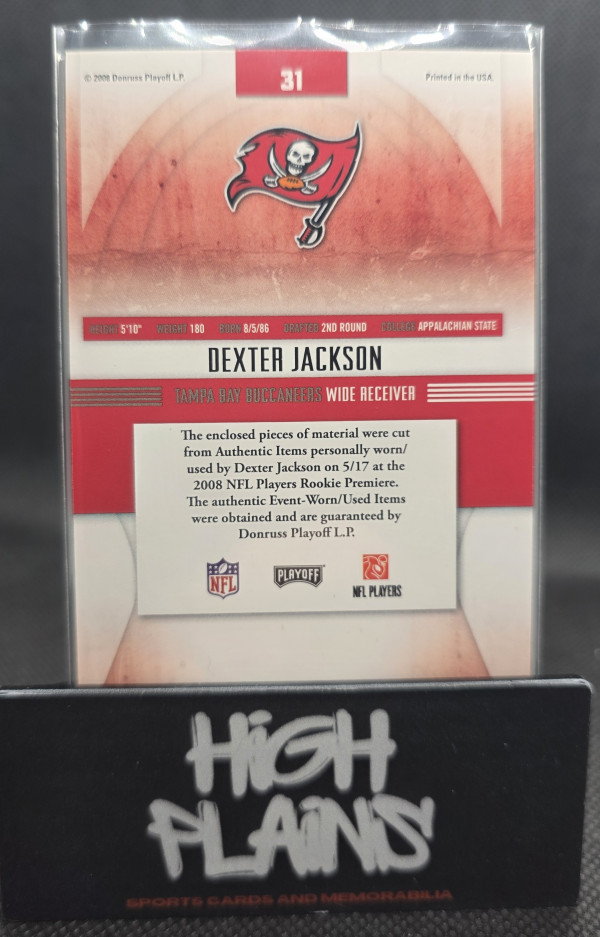 © 2008 Donruss Playoff L.P.
31
Printed in the USA.
HEIGHT 5'10" WEIGHT 180 BORN 8/5/86 DRAFTED 2ND ROUND COLLEGE APPALACHIAN STATE
DEXTER JACKSON
TAMPA BAY BUCCANEERS WIDE RECEIVER
The enclosed pieces of material were cut
from Authentic Items personally worn/
used by Dexter Jackson on 5/17 at the
2008 NFL Players Rookie Premiere.
The authentic Event-Worn/Used Items
were obtained and are guaranteed by
Donruss Playoff L.P.
NFL
PLAYOFF
NFL PLAYERS
HiGH
PLAiNS
SPORTS CARDS AND MEMORABILIA